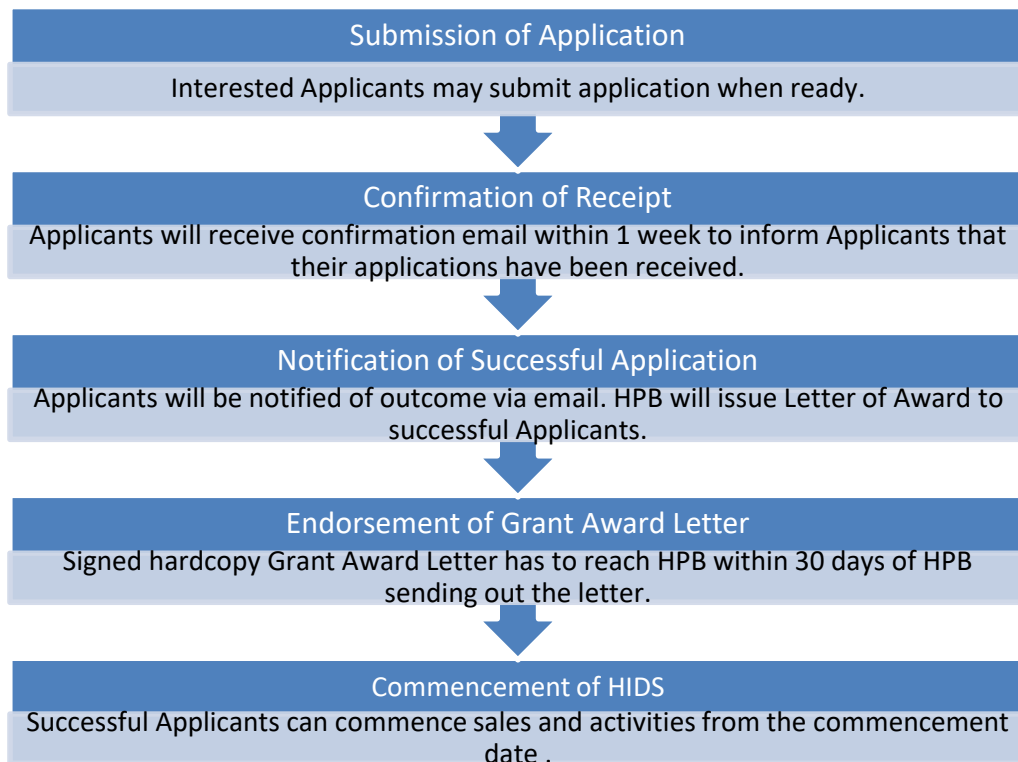 Submission of Application
Interested Applicants may submit application when ready.
Confirmation of Receipt
Applicants will receive confirmation email within 1 week to inform Applicants that
their applications have been received.
Notification of Successful Application
Applicants will be notified of outcome via email. HPB will issue Letter of Award to
successful Applicants.
Endorsement of Grant Award Letter
Signed hardcopy Grant Award Letter has to reach HPB within 30 days of HPB
sending out the letter.
Commencement of HIDS
Successful Applicants can commence sales and activities from the commencement
date .